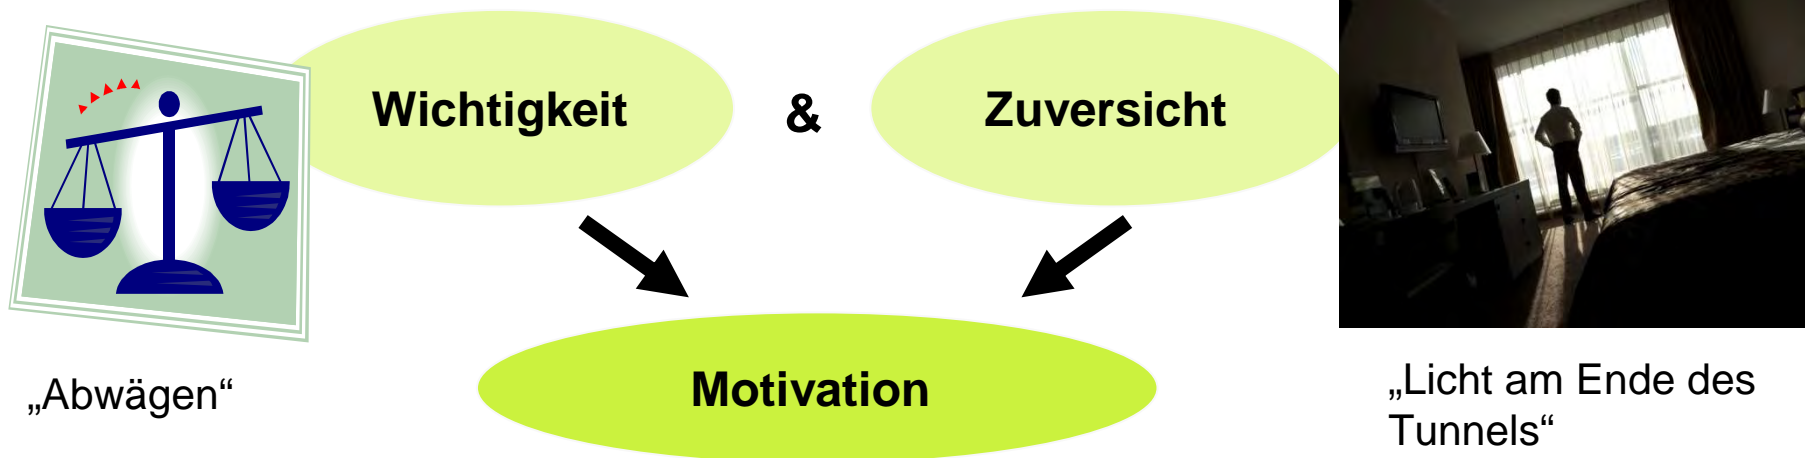 Wichtigkeit
&
Zuversicht
Motivation
„Abwägen“
„Licht am Ende des
Tunnels“